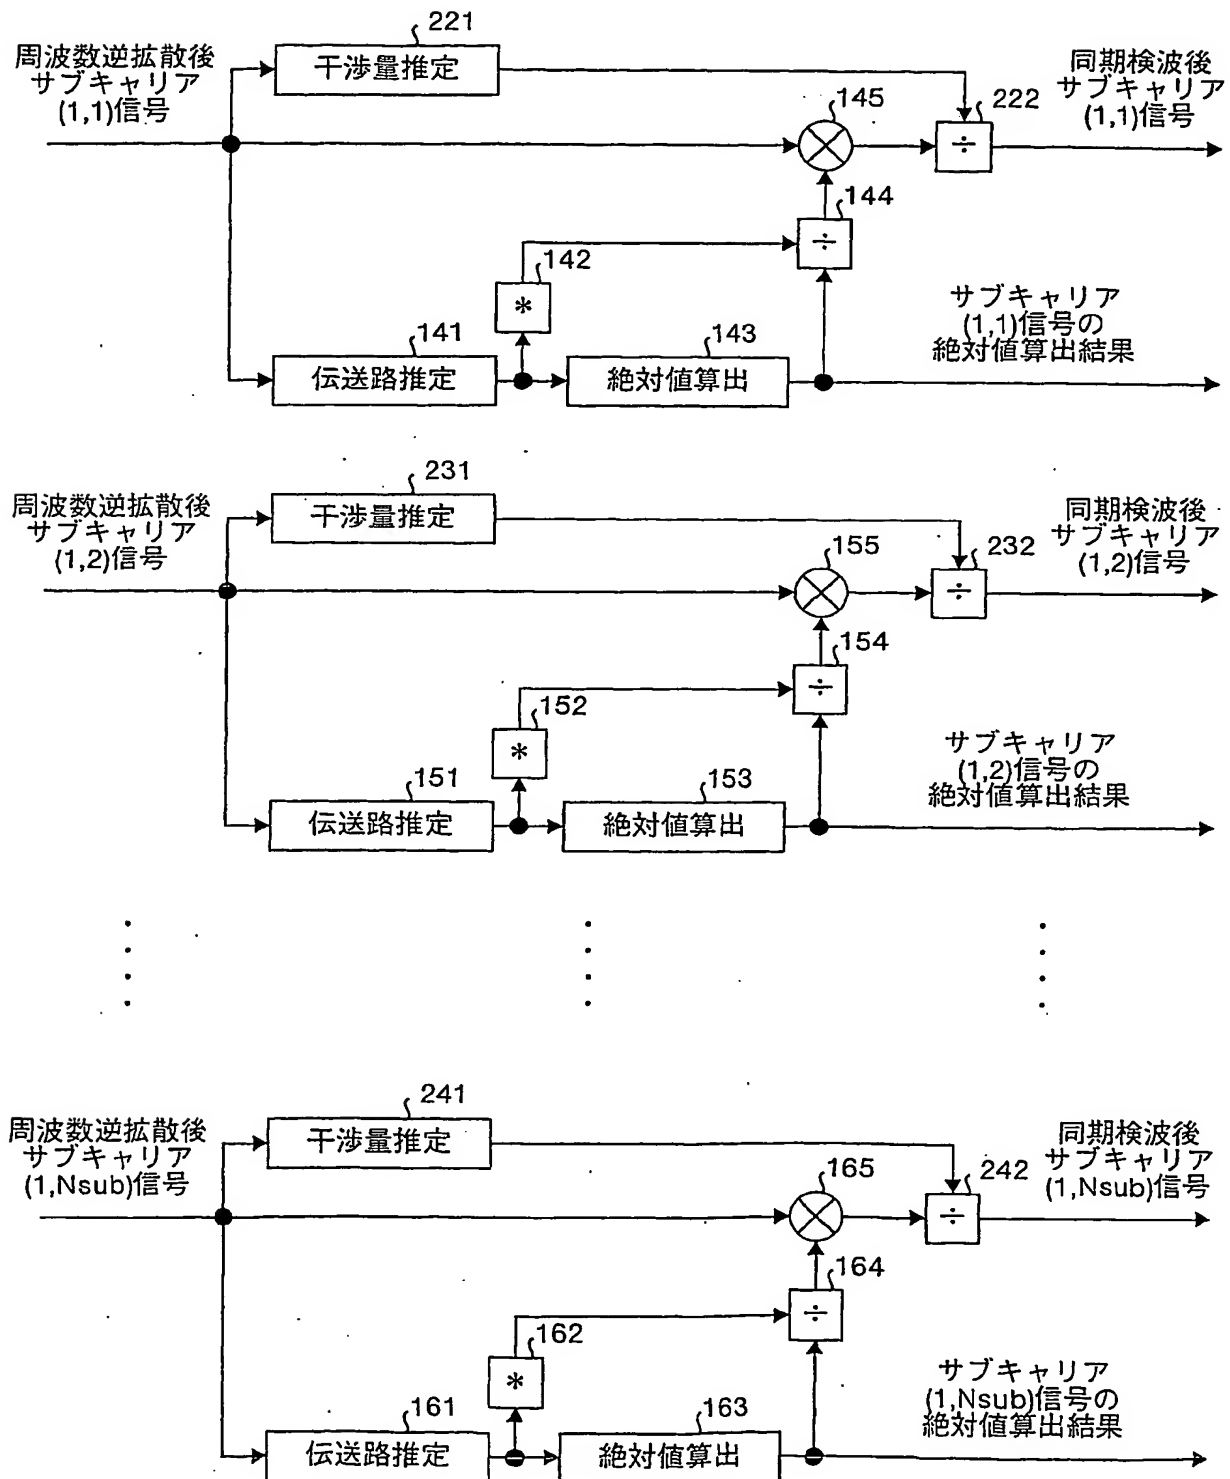 221
周波数逆拡散後
サブキャリア
(1,1)信号
干渉量推定
同期検波後
サブキャリア
(1,1)信号
145
222
÷
144
÷
142
*
サブキャリア
(1,1)信号の
絶対値算出結果
141
143
伝送路推定
絶対値算出
231
周波数逆拡散後
サブキャリア
(1,2)信号
干渉量推定
同期検波後
サブキャリア
(1,2)信号
155
232
÷
154
÷
152
*
サブキャリア
(1,2)信号の
絶対値算出結果
151
153
伝送路推定
絶対値算出
241
周波数逆拡散後
サブキャリア
(1,Nsub)信号
干渉量推定
同期検波後
サブキャリア
(1,Nsub)信号
165
242
÷
164
÷
162
*
サブキャリア
(1,Nsub)信号の
絶対値算出結果
161
163
伝送路推定
絶対値算出